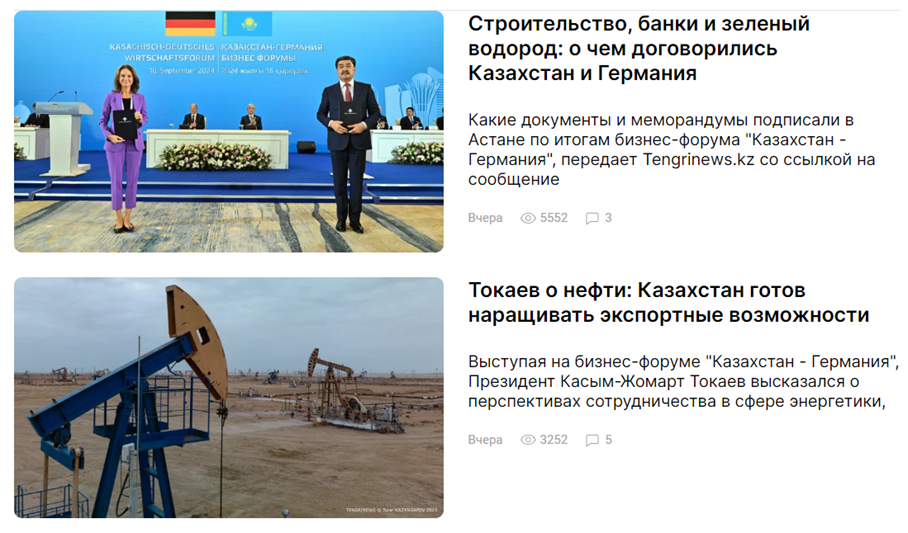 KASACHISCH-DEUTSCHES
WIRTSCHAFTSFORUM
16. September 2024
ҚАЗАҚСТАН-ГЕРМАНИЯ
БИЗНЕС ФОРУМЫ
2024 жылғы 16 қыркүйек
Строительство, банки и зеленый
водород: о чем договорились
Казахстан и Германия
Какие документы и меморандумы подписали в
Астане по итогам бизнес-форума "Казахстан -
Германия", передает Tengrinews.kz со ссылкой на
сообщение
Вчера 5552 3
TENGRINEWS © Turar KAZANGAPOV 2023
Токаев о нефти: Казахстан готов
наращивать экспортные возможности
Выступая на бизнес-форуме "Казахстан - Германия",
Президент Касым-Жомарт Токаев высказался о
перспективах сотрудничества в сфере энергетики,
Вчера 3252 5